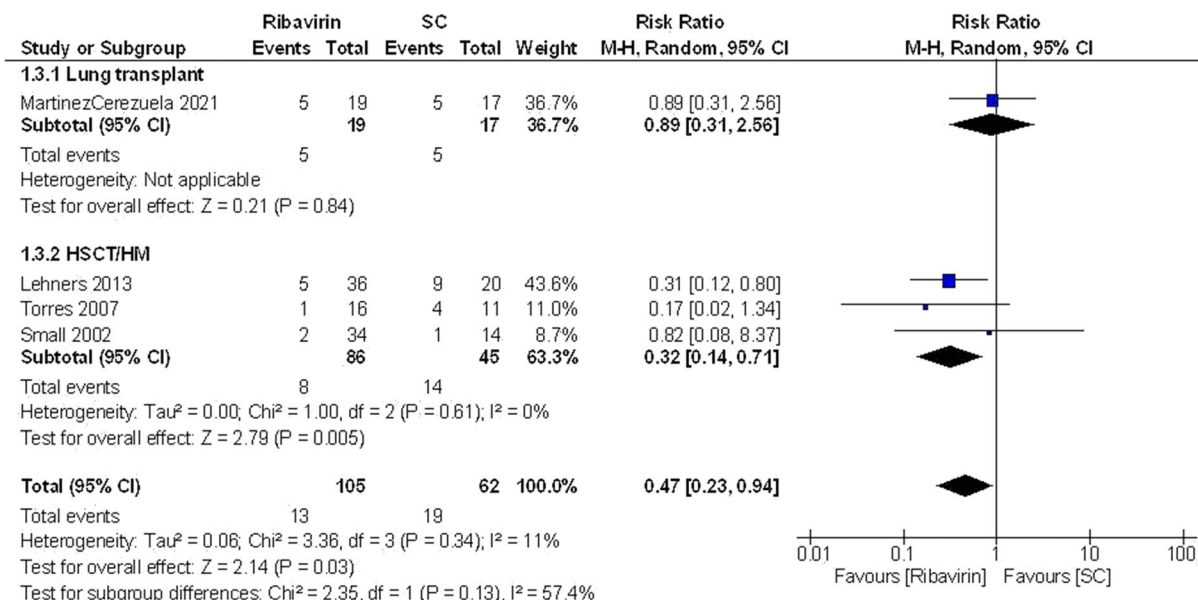 Ribavirin SC Risk Ratio Risk Ratio
Study or Subgroup Events Total Events Total Weight M-H, Random, 95% CI M-H, Random, 95% CI
1.3.1 Lung transplant
MartinezCerezuela 2021 5 19 5 17 36.7% 0.89 [0.31, 2.56]
Subtotal (95% CI) 19 17 36.7% 0.89 [0.31, 2.56]
Total events 5 5
Heterogeneity: Not applicable
Test for overall effect: Z = 0.21 (P = 0.84)
1.3.2 HSCT/HM
Lehners 2013 5 36 9 20 43.6% 0.31 [0.12, 0.80]
Torres 2007 1 16 4 11 11.0% 0.17 [0.02, 1.34]
Small 2002 2 34 1 14 8.7% 0.82 [0.08, 8.37]
Subtotal (95% CI) 86 45 63.3% 0.32 [0.14, 0.71]
Total events 8 14
Heterogeneity: Tau² = 0.00; Chi² = 1.00, df = 2 (P = 0.61); I² = 0%
Test for overall effect: Z = 2.79 (P = 0.005)
Total (95% CI) 105 62 100.0% 0.47 [0.23, 0.94]
Total events 13 19
Heterogeneity: Tau² = 0.06; Chi² = 3.36, df = 3 (P = 0.34); I² = 11%
Test for overall effect: Z = 2.14 (P = 0.03)
Test for subgroup differences: Chi² = 2.35, df = 1 (P = 0.13), I² = 57.4%
0.01 0.1 1 10 100
Favours [Ribavirin] Favours [SC]